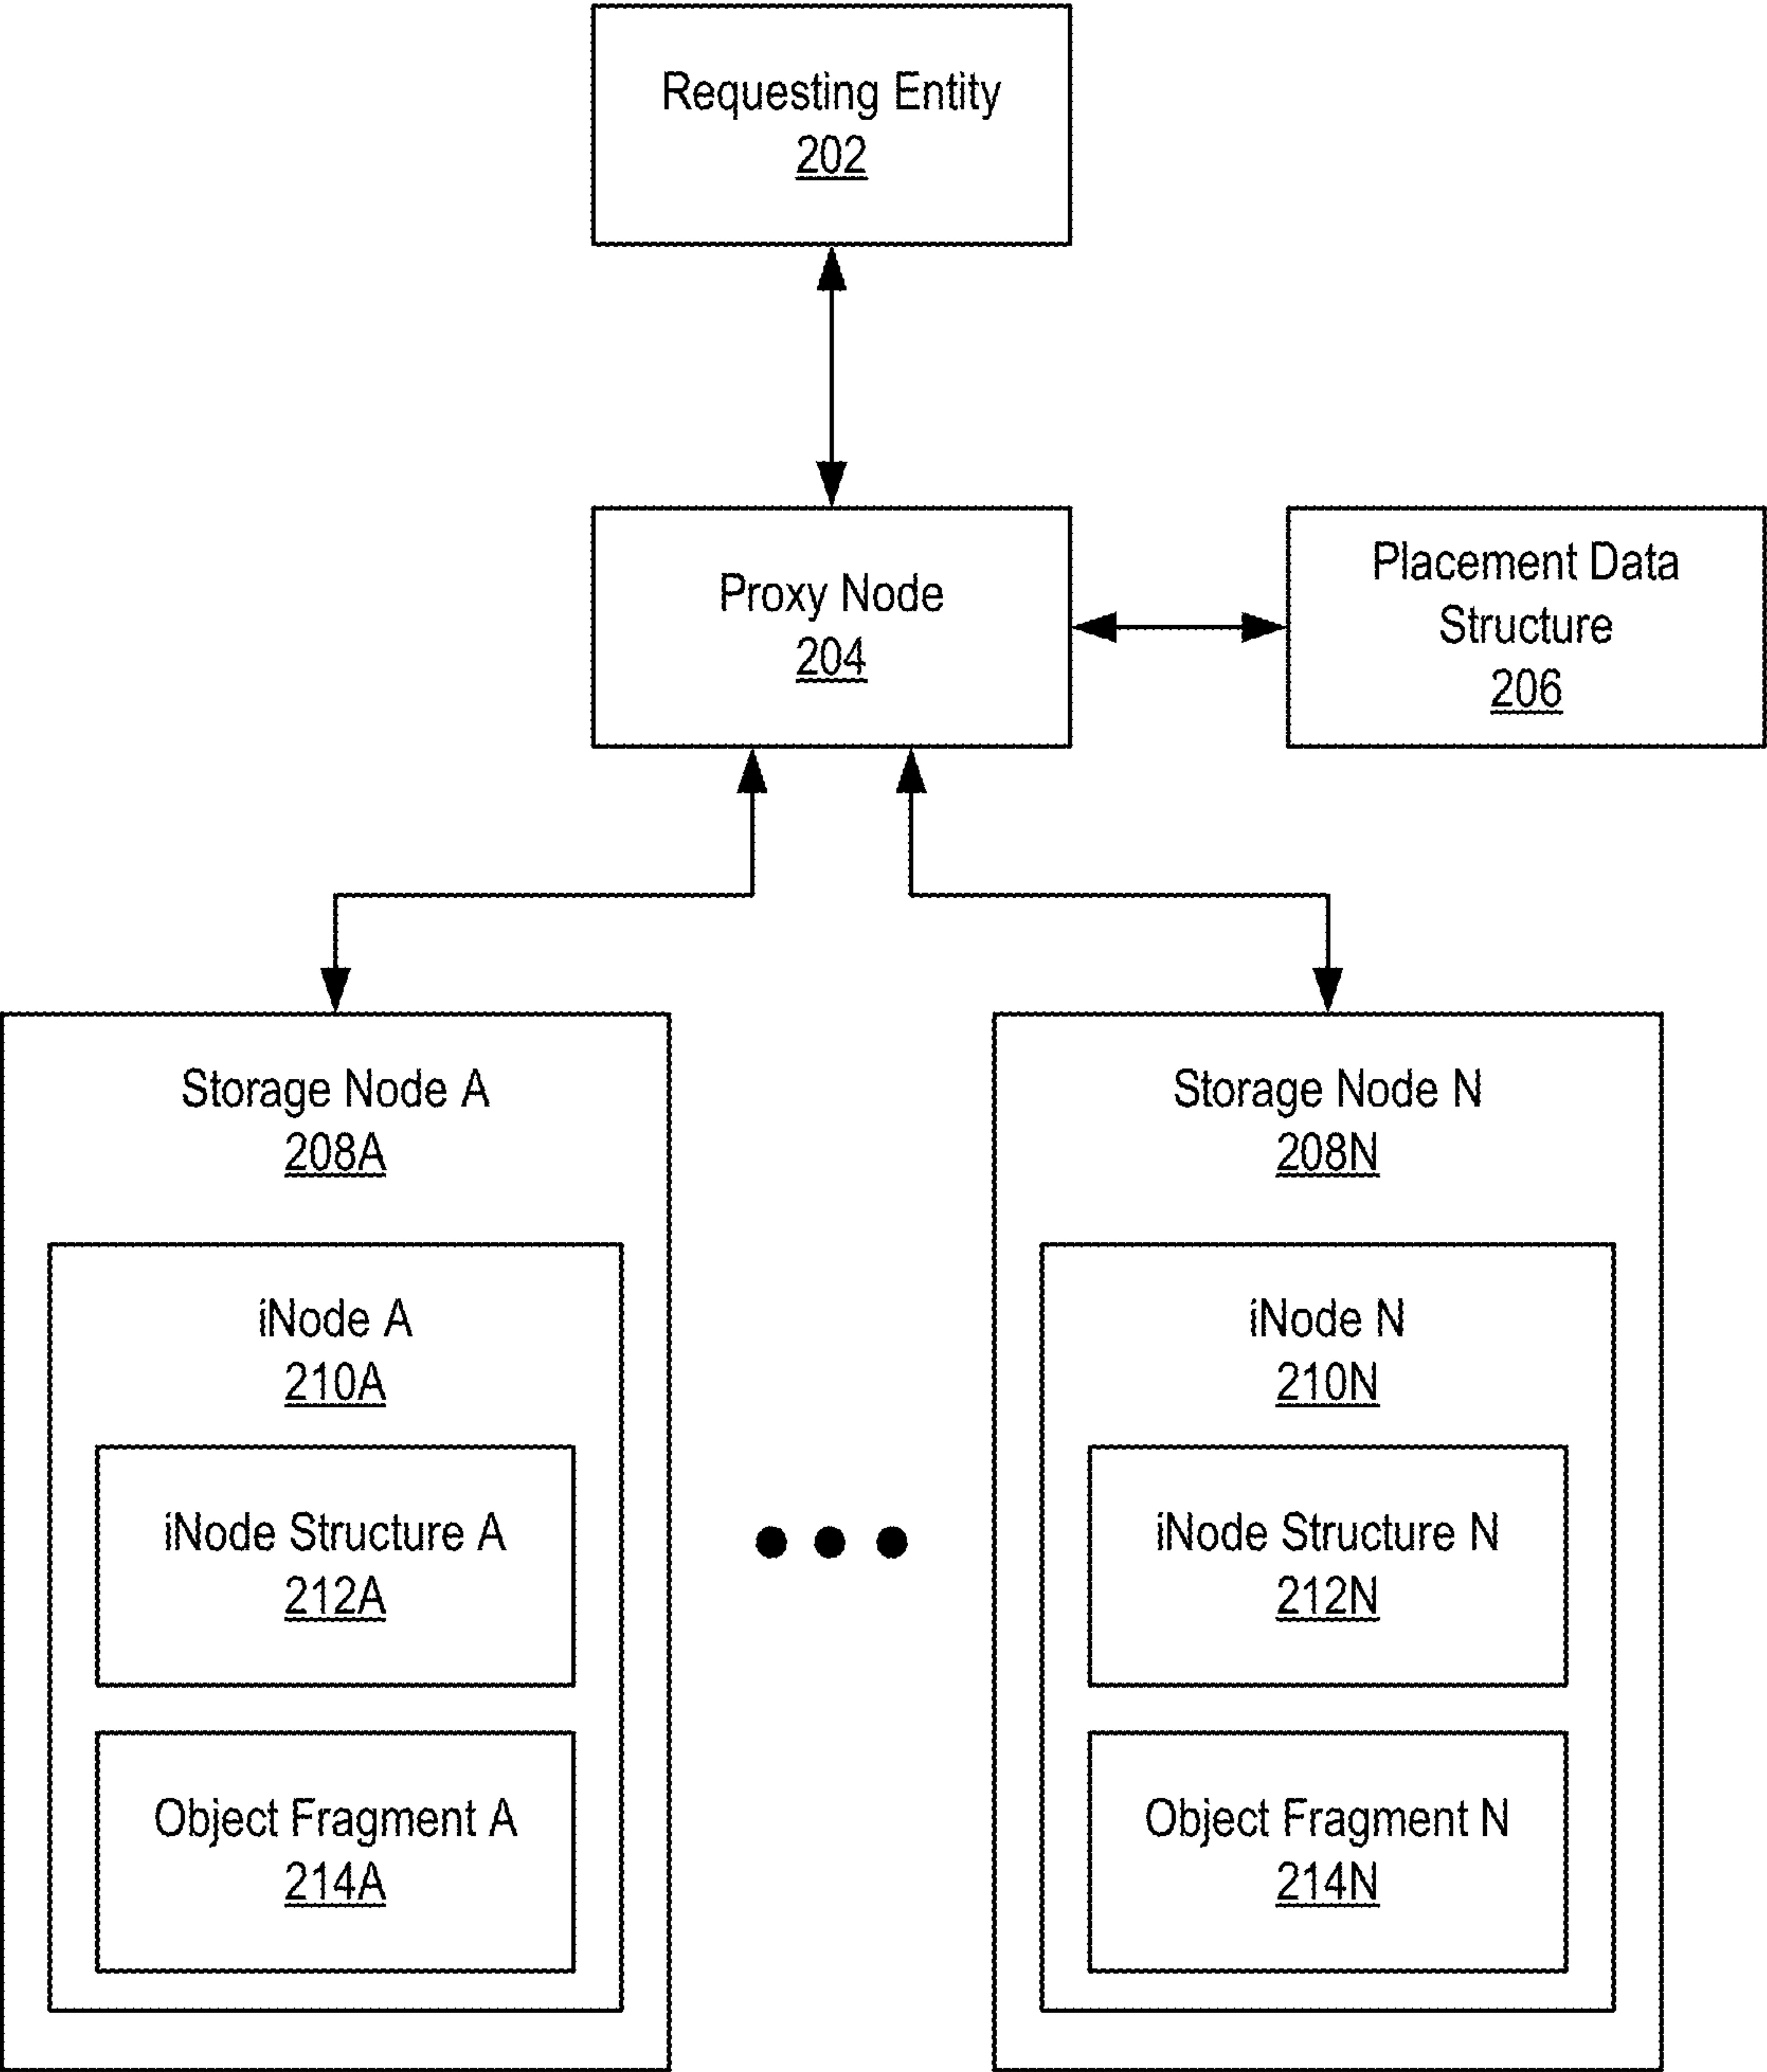 Requesting Entity
202
Proxy Node
204
Placement Data
Structure
206
Storage Node A
208A
iNode A
210A
iNode Structure A
212A
Object Fragment A
214A
Storage Node N
208N
iNode N
210N
iNode Structure N
212N
Object Fragment N
214N